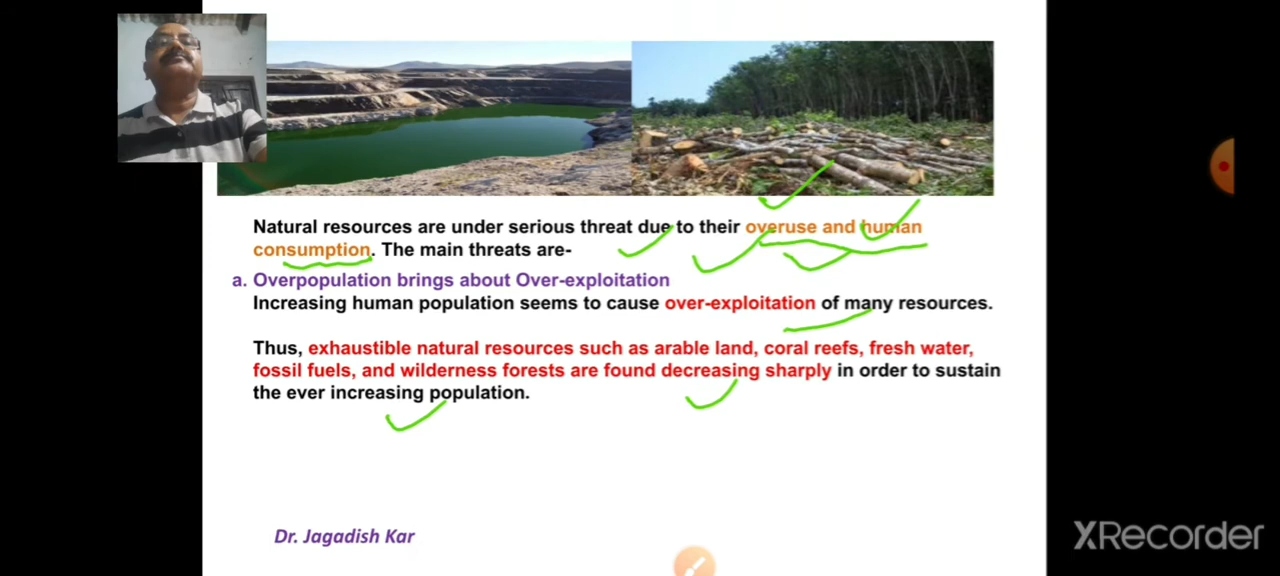 Natural resources are under serious threat due to their overuse and human
consumption. The main threats are-
a. Overpopulation brings about Over-exploitation
Increasing human population seems to cause over-exploitation of many resources.
Thus, exhaustible natural resources such as arable land, coral reefs, fresh water,
fossil fuels, and wilderness forests are found decreasing sharply in order to sustain
the ever increasing population.
Dr. Jagadish Kar
XRecorder